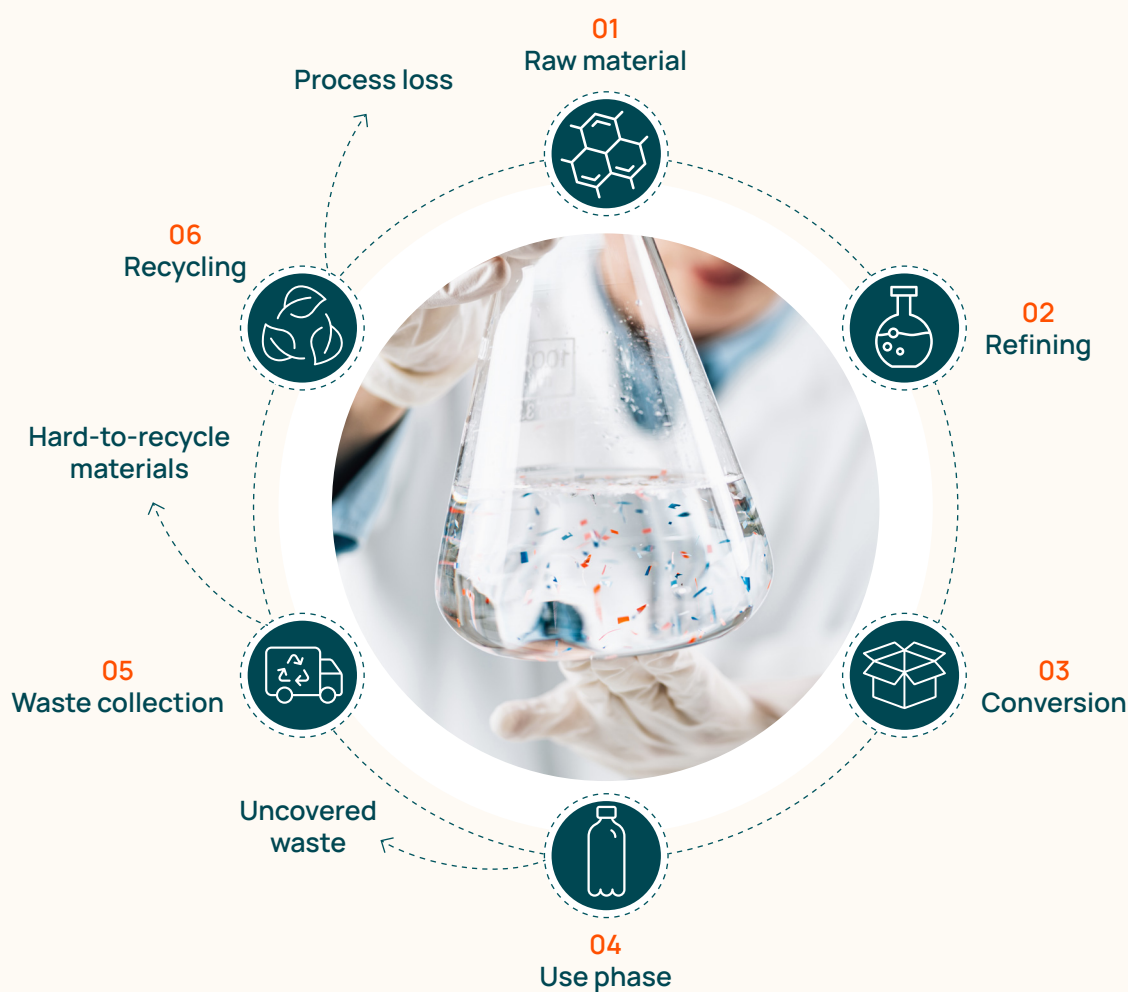 01
Raw material
Process loss
06
Recycling
02
Refining
Hard-to-recycle
materials
05
Waste collection
03
Conversion
Uncovered
waste
04
Use phase